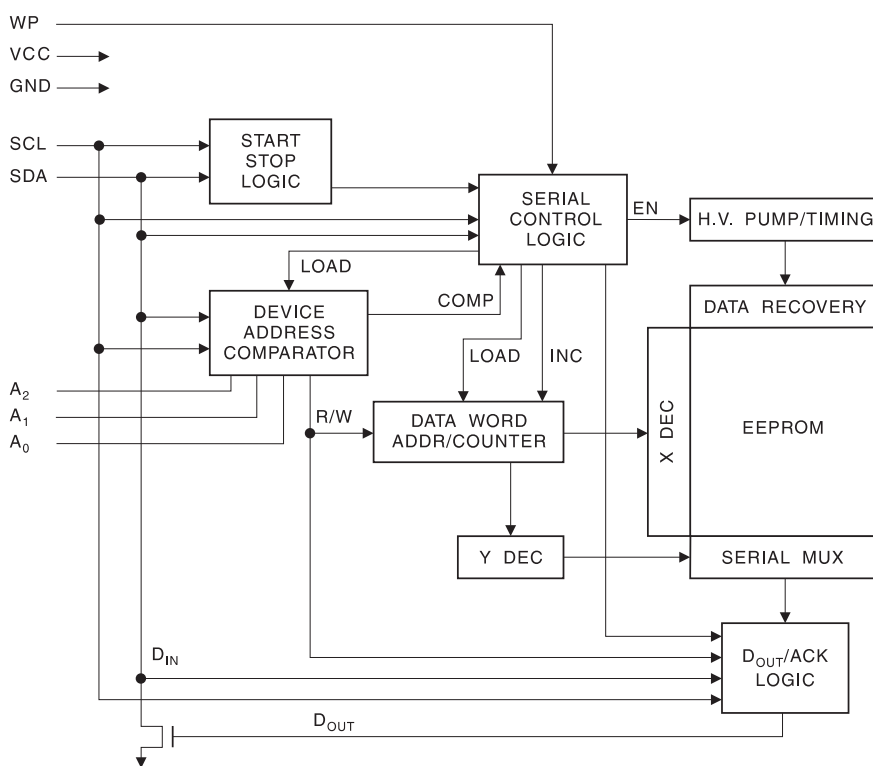 WP
VCC
GND
SCL
SDA
START
STOP
LOGIC
SERIAL
CONTROL
LOGIC
EN
H.V. PUMP/TIMING
LOAD
COMP
DEVICE
ADDRESS
COMPARATOR
DATA RECOVERY
LOAD
INC
A2
A1
A0
R/W
DATA WORD
ADDR/COUNTER
X DEC
EEPROM
Y DEC
SERIAL MUX
DIN
DOUT/ACK
LOGIC
DOUT